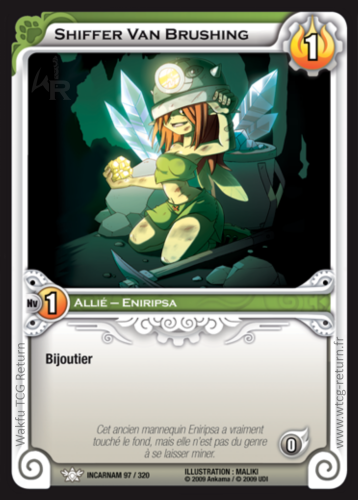 Shiffer Van Brushing
1
WR
Nv 1 Allié – Eniripsa
Bijoutier
Cet ancien mannequin Eniripsa a vraiment
touché le fond, mais elle n'est pas du genre
à se laisser miner.
0
INCARNAM 97 / 320
ILLUSTRATION : MALIKI
© 2009 Ankama / © 2009 UDI
Wakfu TCG Return
www.wtcg-return.fr